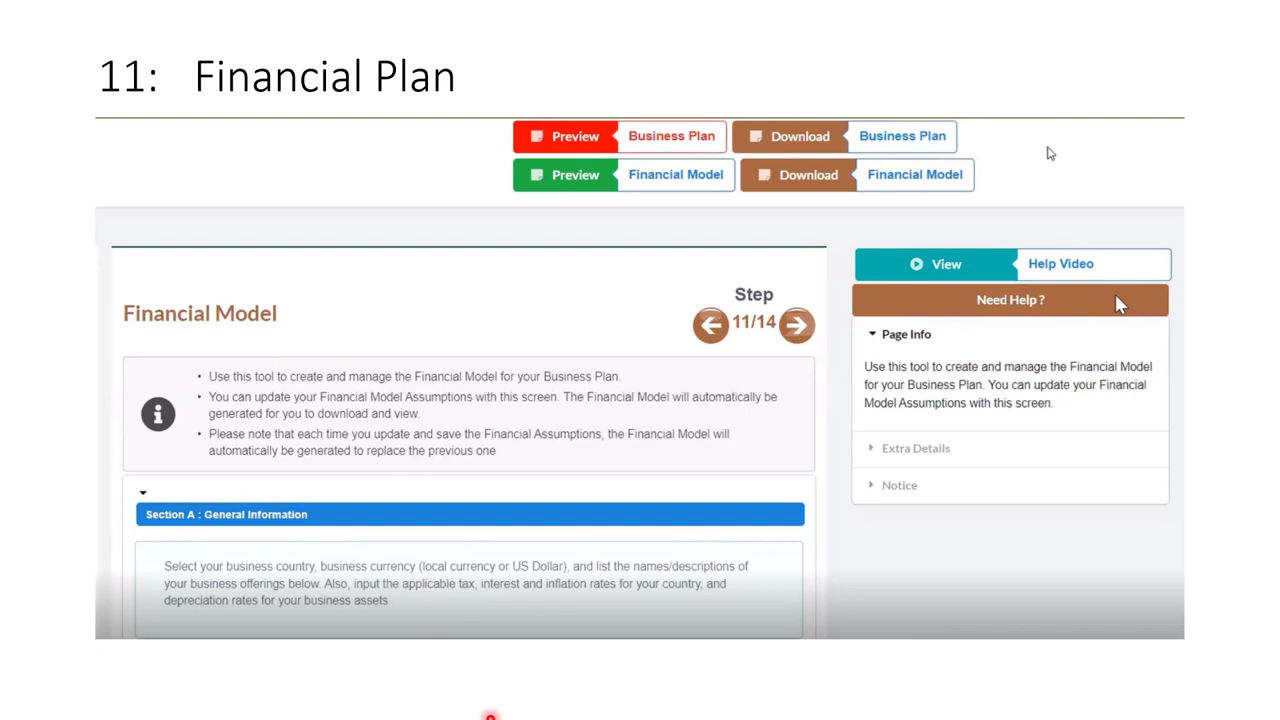 11: Financial Plan
Preview Business Plan Download Business Plan
Preview Financial Model Download Financial Model
View Help Video
Need Help ?
Page Info
Use this tool to create and manage the Financial Model
for your Business Plan. You can update your Financial
Model Assumptions with this screen.
Extra Details
Notice
Financial Model
Step
11/14
• Use this tool to create and manage the Financial Model for your Business Plan.
• You can update your Financial Model Assumptions with this screen. The Financial Model will automatically be
generated for you to download and view.
• Please note that each time you update and save the Financial Assumptions, the Financial Model will
automatically be generated to replace the previous one
Section A : General Information
Select your business country, business currency (local currency or US Dollar), and list the names/descriptions of
your business offerings below. Also, input the applicable tax, interest and inflation rates for your country, and
depreciation rates for your business assets